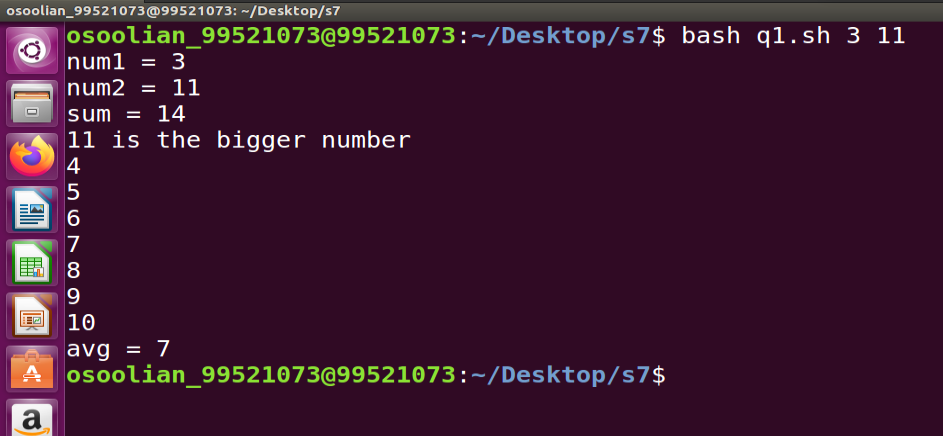 osoolian_99521073@99521073: ~/Desktop/s7
osoolian_99521073@99521073:~/Desktop/s7$ bash q1.sh 3 11
num1 = 3
num2 = 11
sum = 14
11 is the bigger number
4
5
6
7
8
9
10
avg = 7
osoolian_99521073@99521073:~/Desktop/s7$